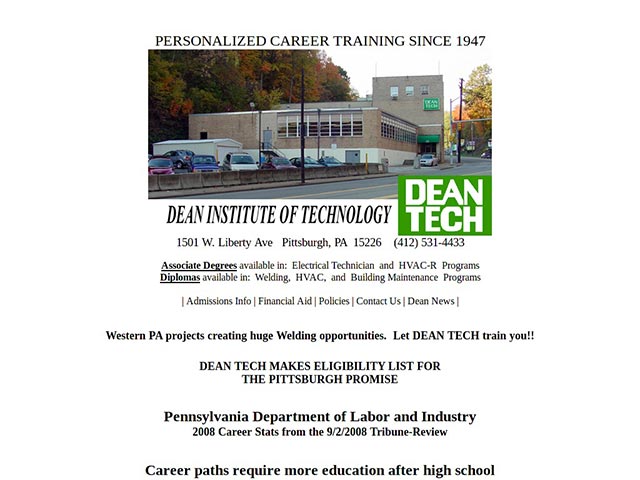 PERSONALIZED CAREER TRAINING SINCE 1947
DEAN
TECH
DEAN INSTITUTE OF TECHNOLOGY
DEAN
TECH
1501 W. Liberty Ave Pittsburgh, PA 15226 (412) 531-4433
Associate Degrees available in: Electrical Technician and HVAC-R Programs
Diplomas available in: Welding, HVAC, and Building Maintenance Programs
| Admissions Info | Financial Aid | Policies | Contact Us | Dean News |
Western PA projects creating huge Welding opportunities. Let DEAN TECH train you!!
DEAN TECH MAKES ELIGIBILITY LIST FOR
THE PITTSBURGH PROMISE
Pennsylvania Department of Labor and Industry
2008 Career Stats from the 9/2/2008 Tribune-Review
Career paths require more education after high school